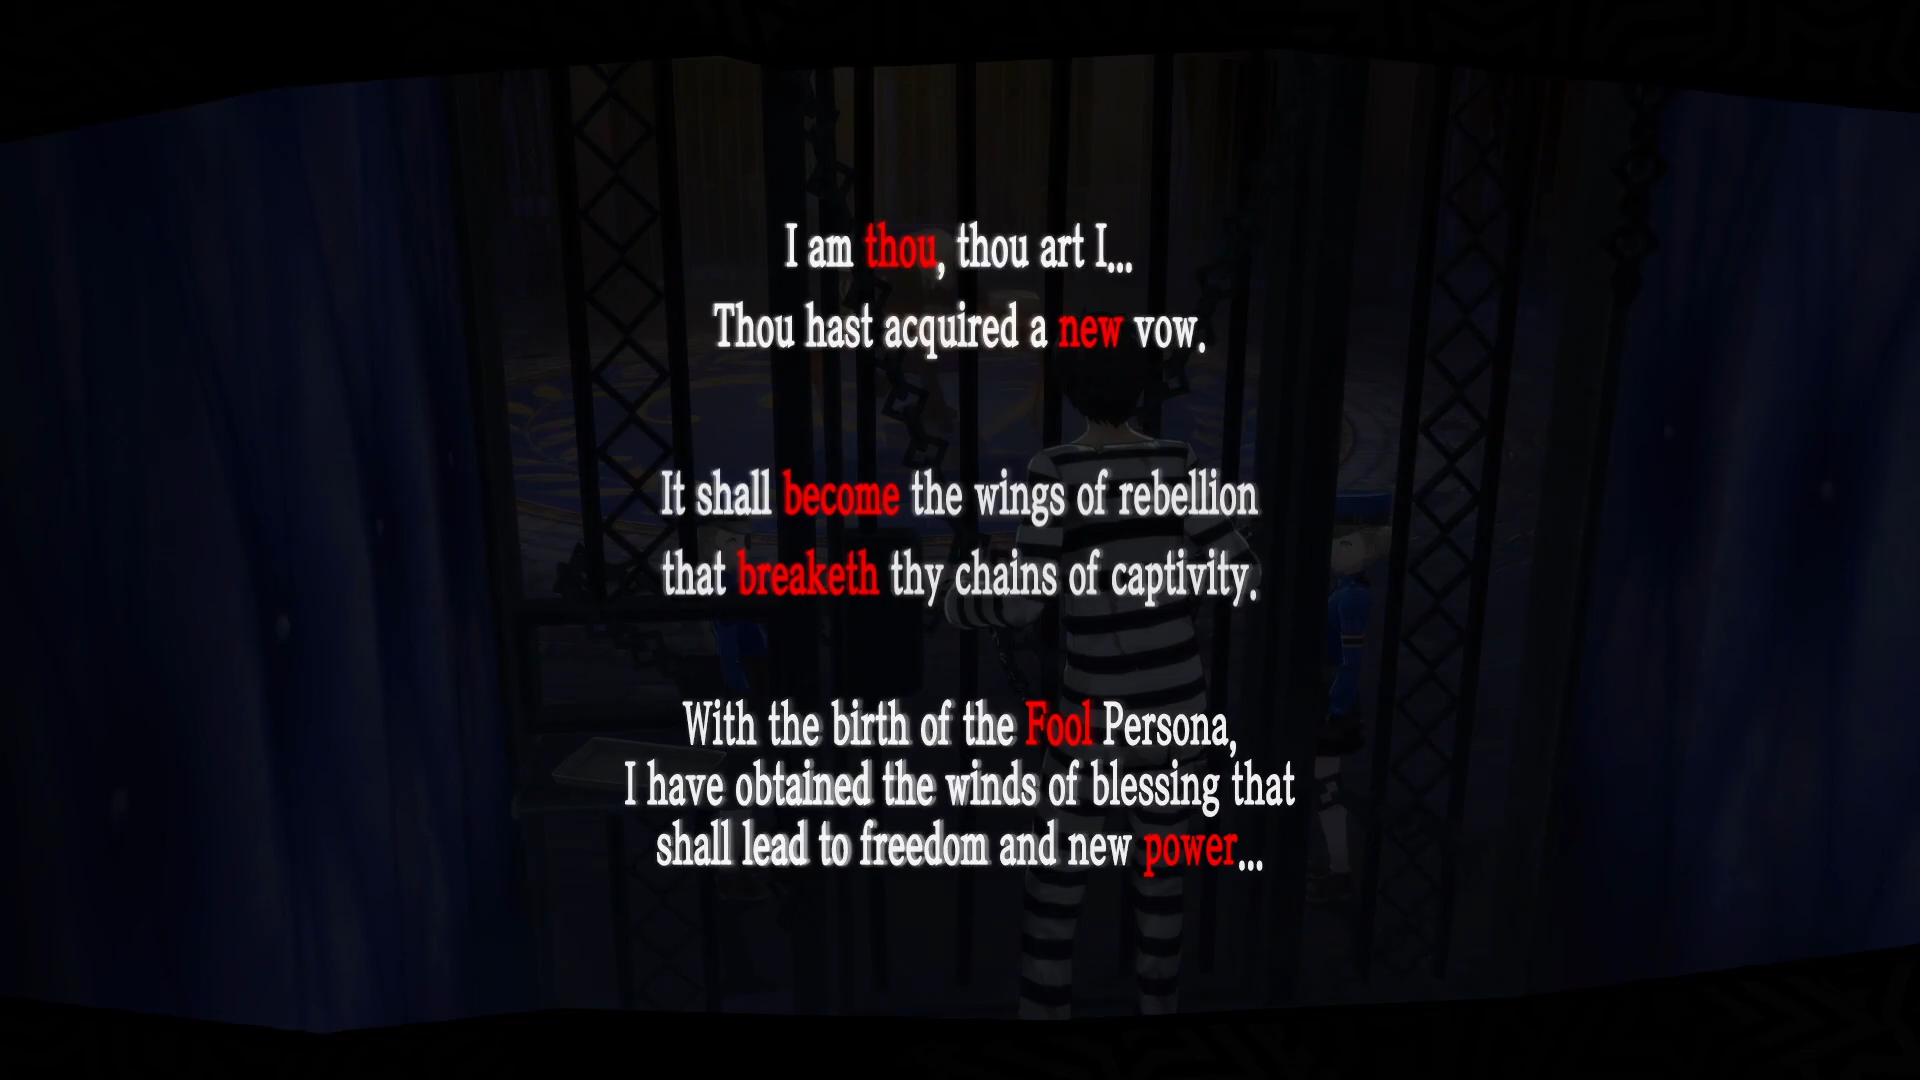 I am thou, thou art I...
Thou hast acquired a new vow.
It shall become the wings of rebellion
that breaketh thy chains of captivity.
With the birth of the Fool Persona,
I have obtained the winds of blessing that
shall lead to freedom and new power...